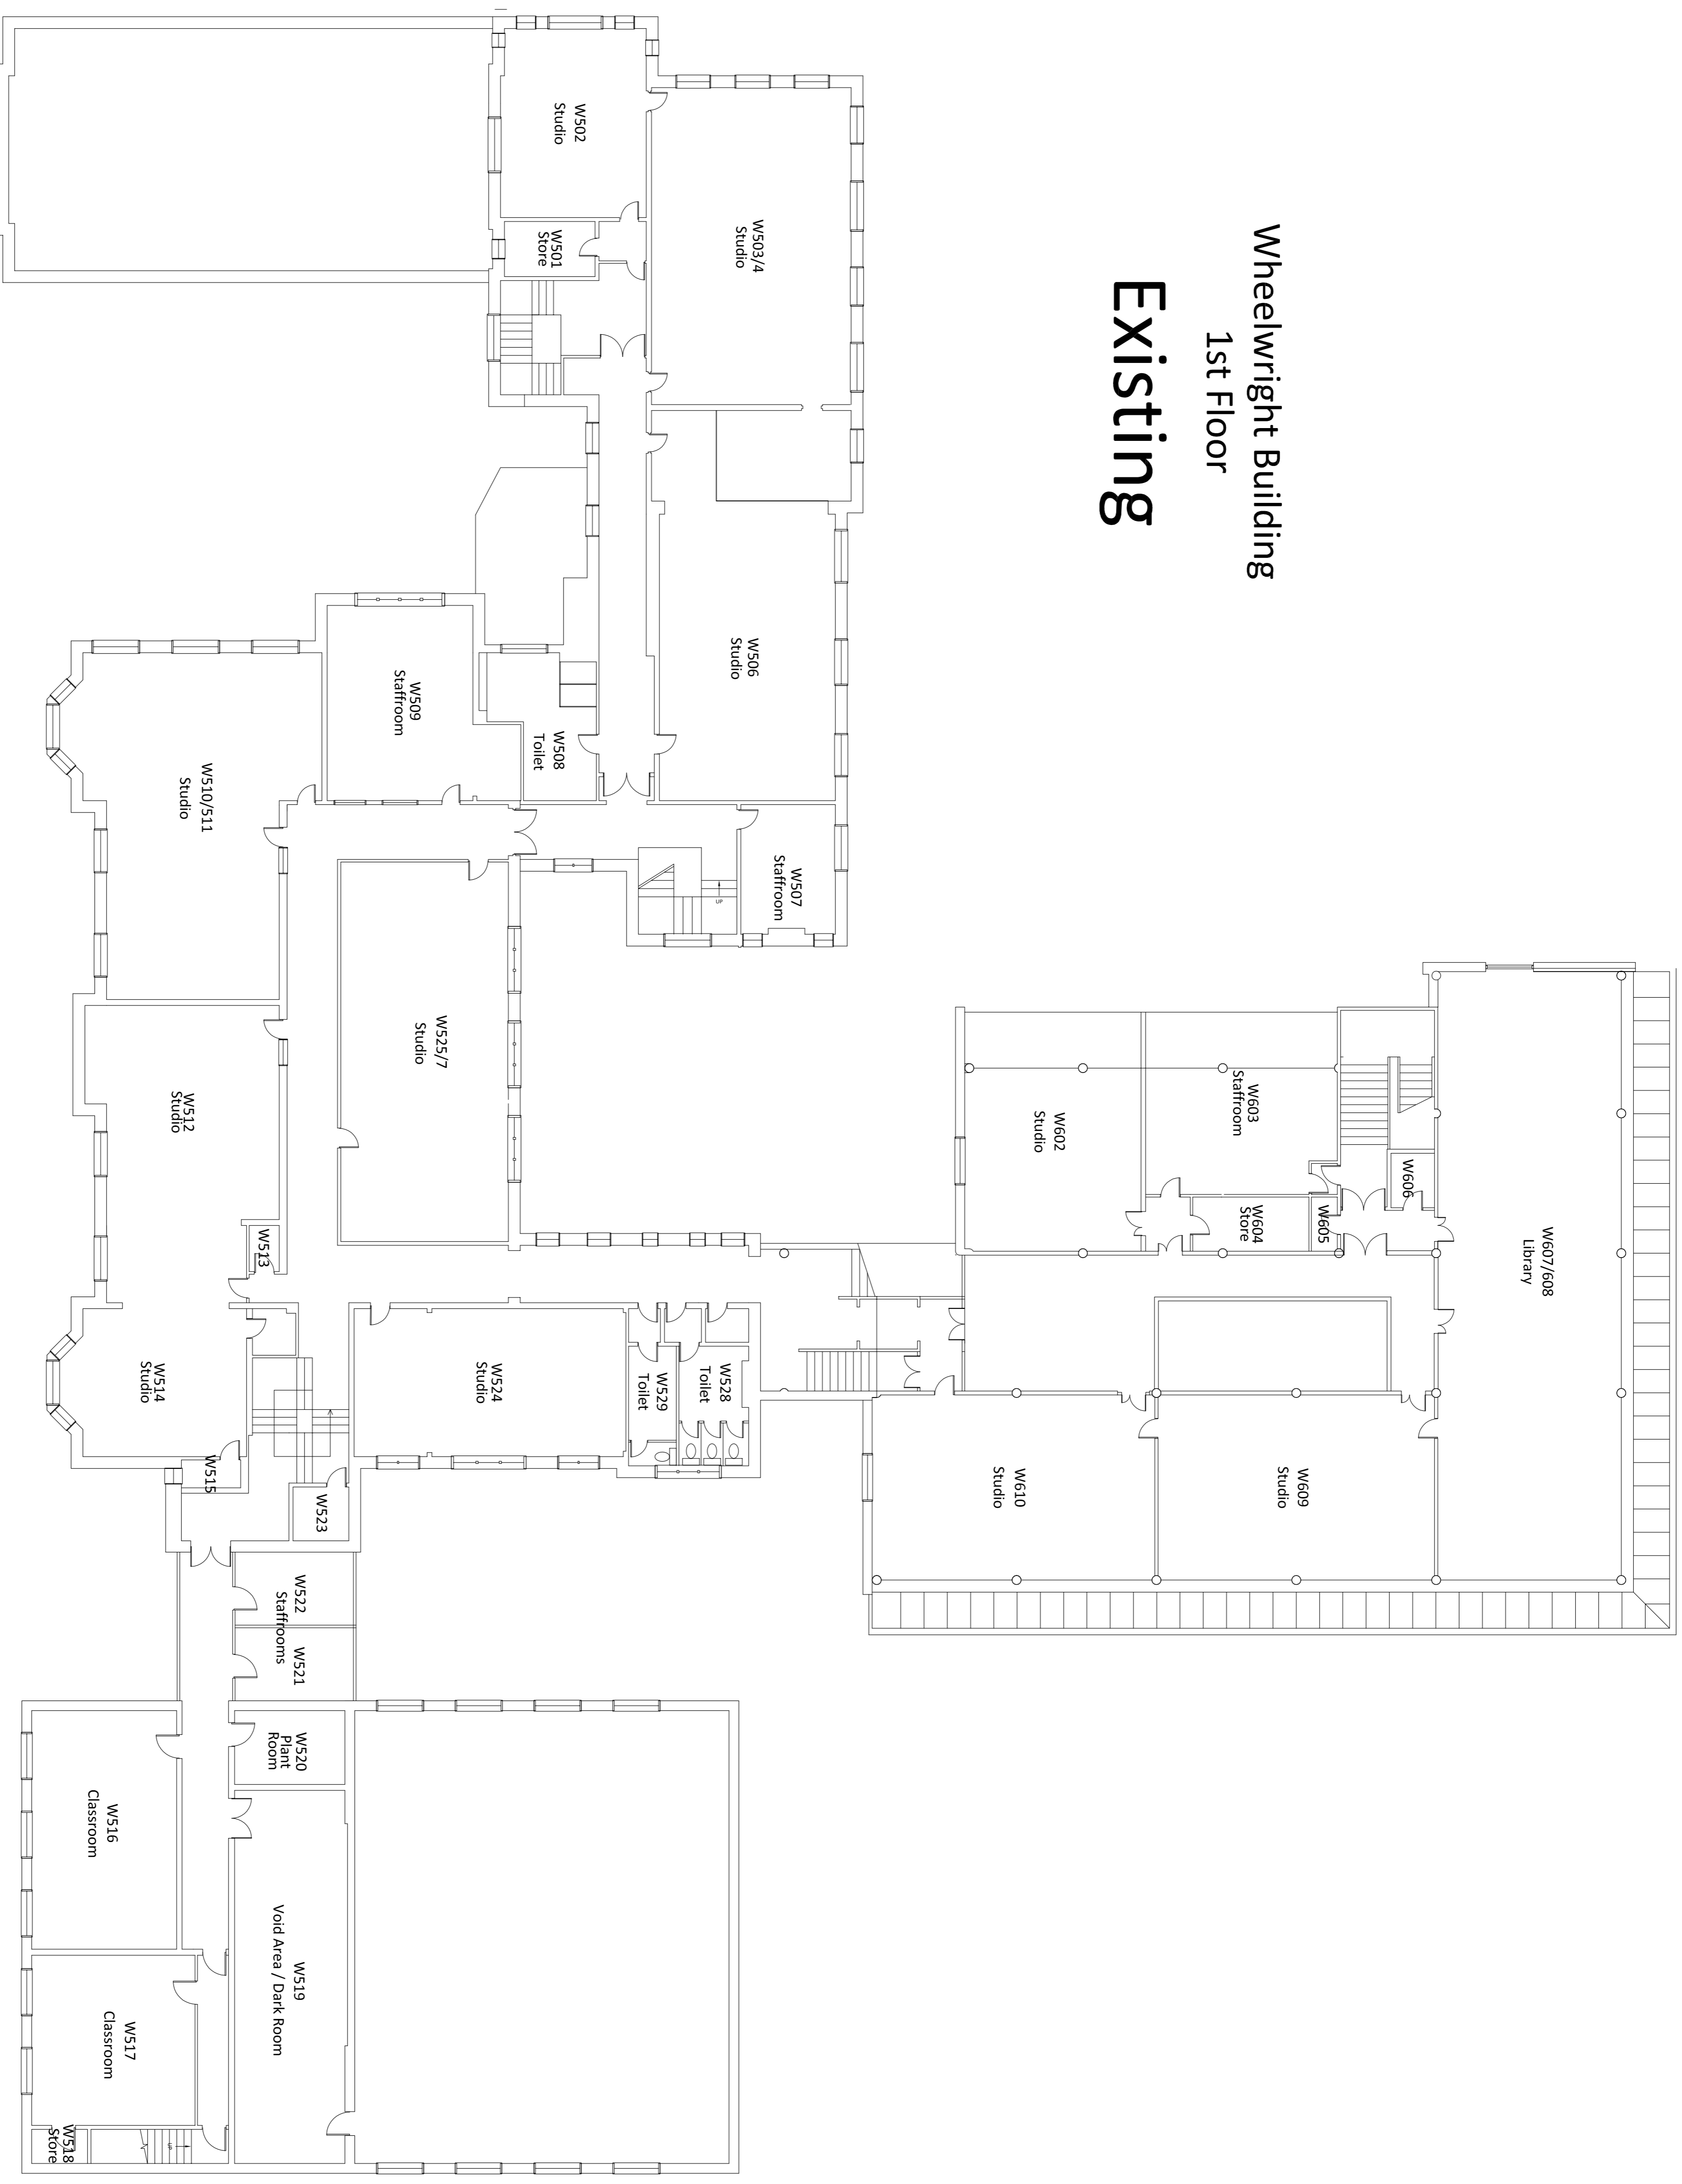 Wheelwright Building
1st Floor
Existing
W607/608
Library
W606
W605
W603
Staffroom
W604
Store
W602
Studio
W609
Studio
W610
Studio
W503/4
Studio
W506
Studio
W507
Staffroom
UP
W502
Studio
W501
Store
W508
Toilet
W509
Staffroom
W525/7
Studio
W528
Toilet
W529
Toilet
W524
Studio
W510/511
Studio
W512
Studio
W513
W514
Studio
W515
W523
W522
Staffrooms
W521
W520
Plant
Room
W519
Void Area / Dark Room
W516
Classroom
W517
Classroom
W518
Store
UP